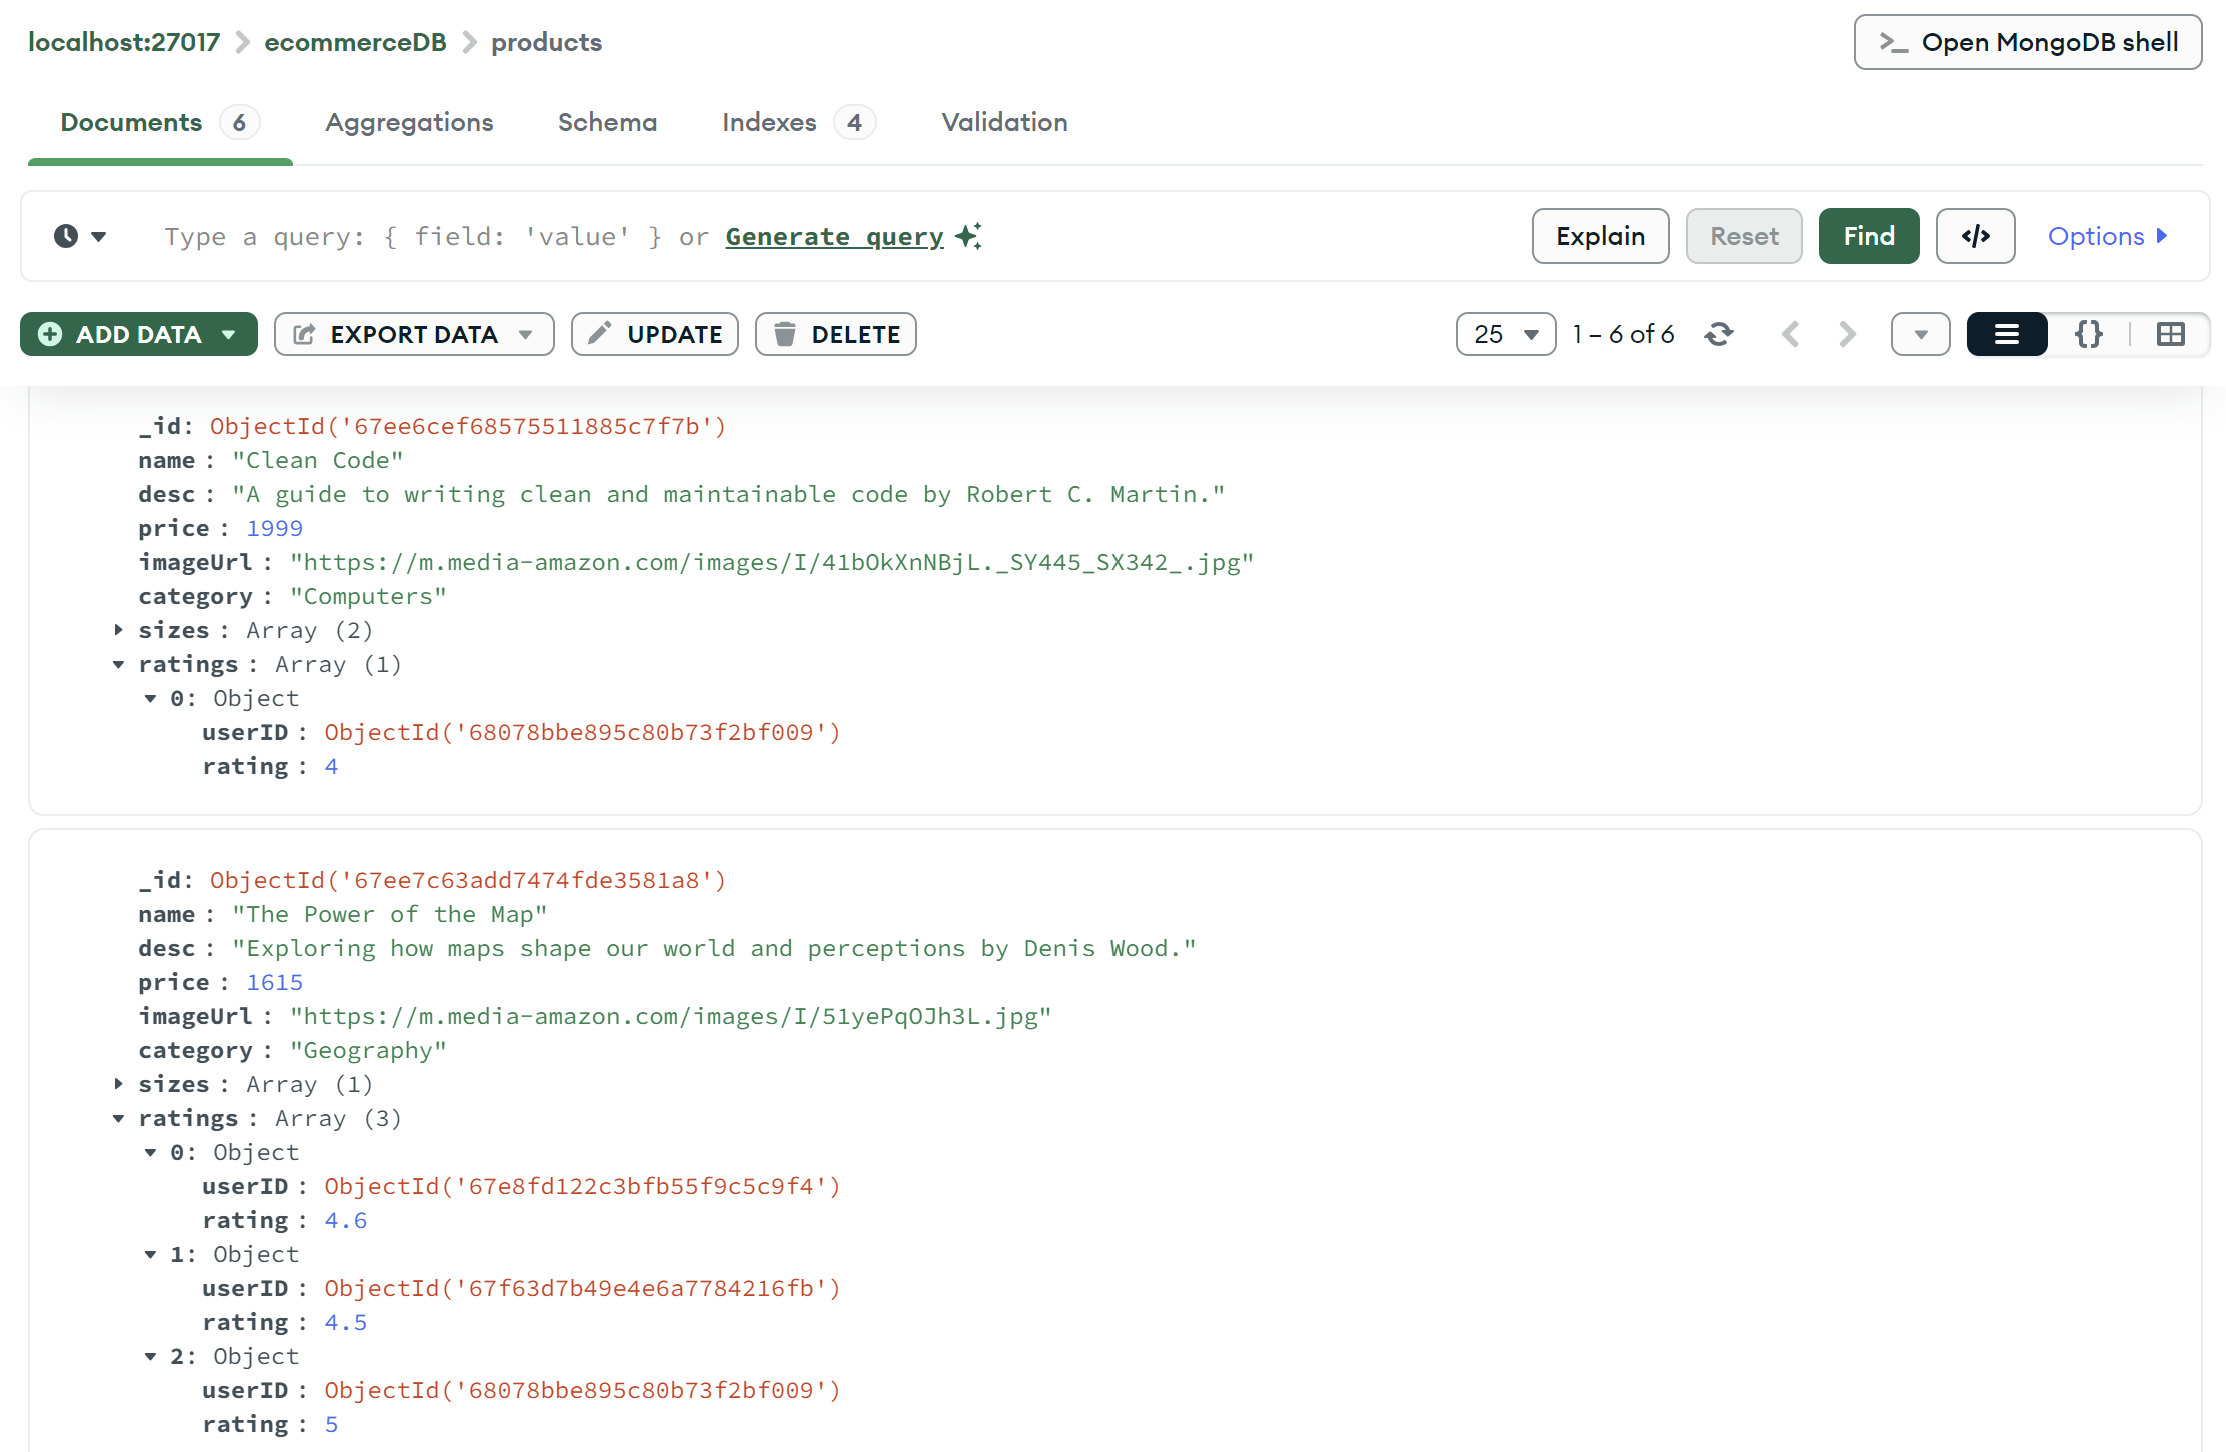 localhost:27017 > ecommerceDB > products
>_ Open MongoDB shell
Documents 6 Aggregations Schema Indexes 4 Validation
Type a query: { field: 'value' } or Generate query
Explain Reset Find </> Options
ADD DATA EXPORT DATA UPDATE DELETE 25 1 – 6 of 6 {}
_id: ObjectId('67ee6cef68575511885c7f7b')
name : "Clean Code"
desc : "A guide to writing clean and maintainable code by Robert C. Martin."
price : 1999
imageUrl : "https://m.media-amazon.com/images/I/41bOkXnNBjL._SY445_SX342_.jpg"
category : "Computers"
sizes : Array (2)
ratings : Array (1)
0: Object
userID : ObjectId('68078bbe895c80b73f2bf009')
rating : 4
_id: ObjectId('67ee7c63add7474fde3581a8')
name : "The Power of the Map"
desc : "Exploring how maps shape our world and perceptions by Denis Wood."
price : 1615
imageUrl : "https://m.media-amazon.com/images/I/51yePqOJh3L.jpg"
category : "Geography"
sizes : Array (1)
ratings : Array (3)
0: Object
userID : ObjectId('67e8fd122c3bfb55f9c5c9f4')
rating : 4.6
1: Object
userID : ObjectId('67f63d7b49e4e6a7784216fb')
rating : 4.5
2: Object
userID : ObjectId('68078bbe895c80b73f2bf009')
rating : 5